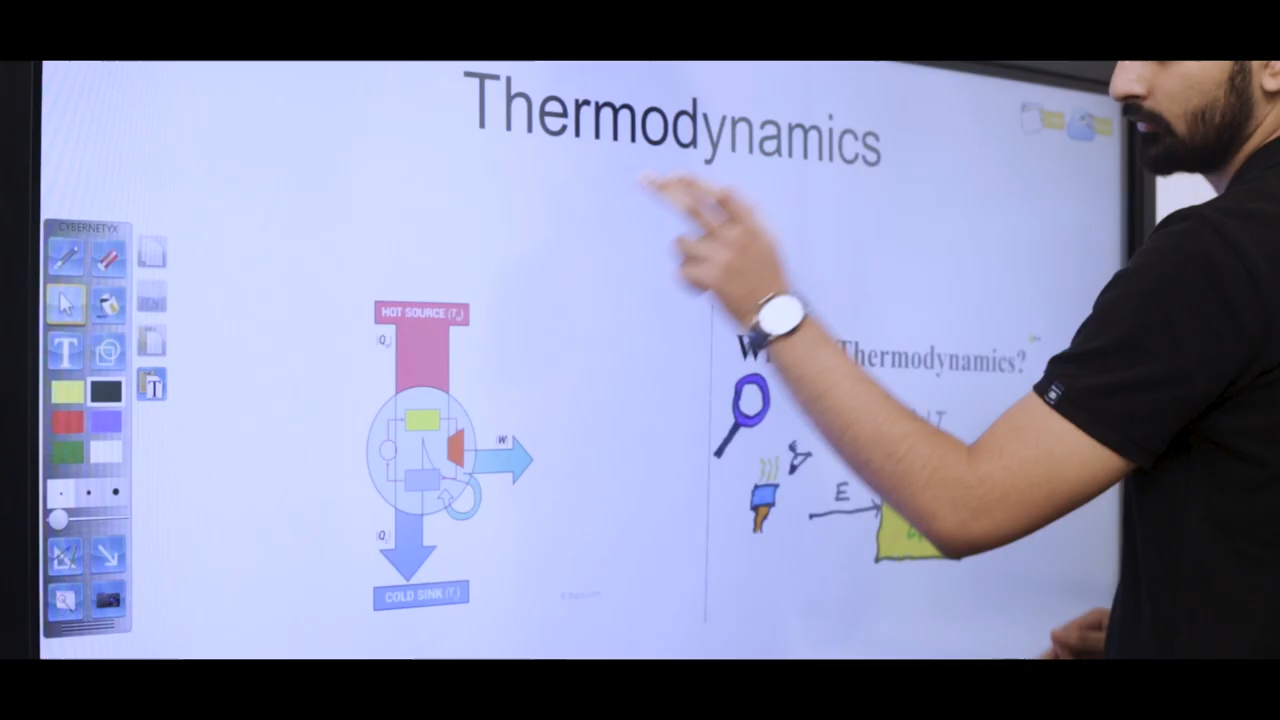 Thermodynamics
CYBERNETYX
HOT SOURCE (T
|Q
|W|
|Q
COLD SINK (T
Thermodynamics?
E
T
T